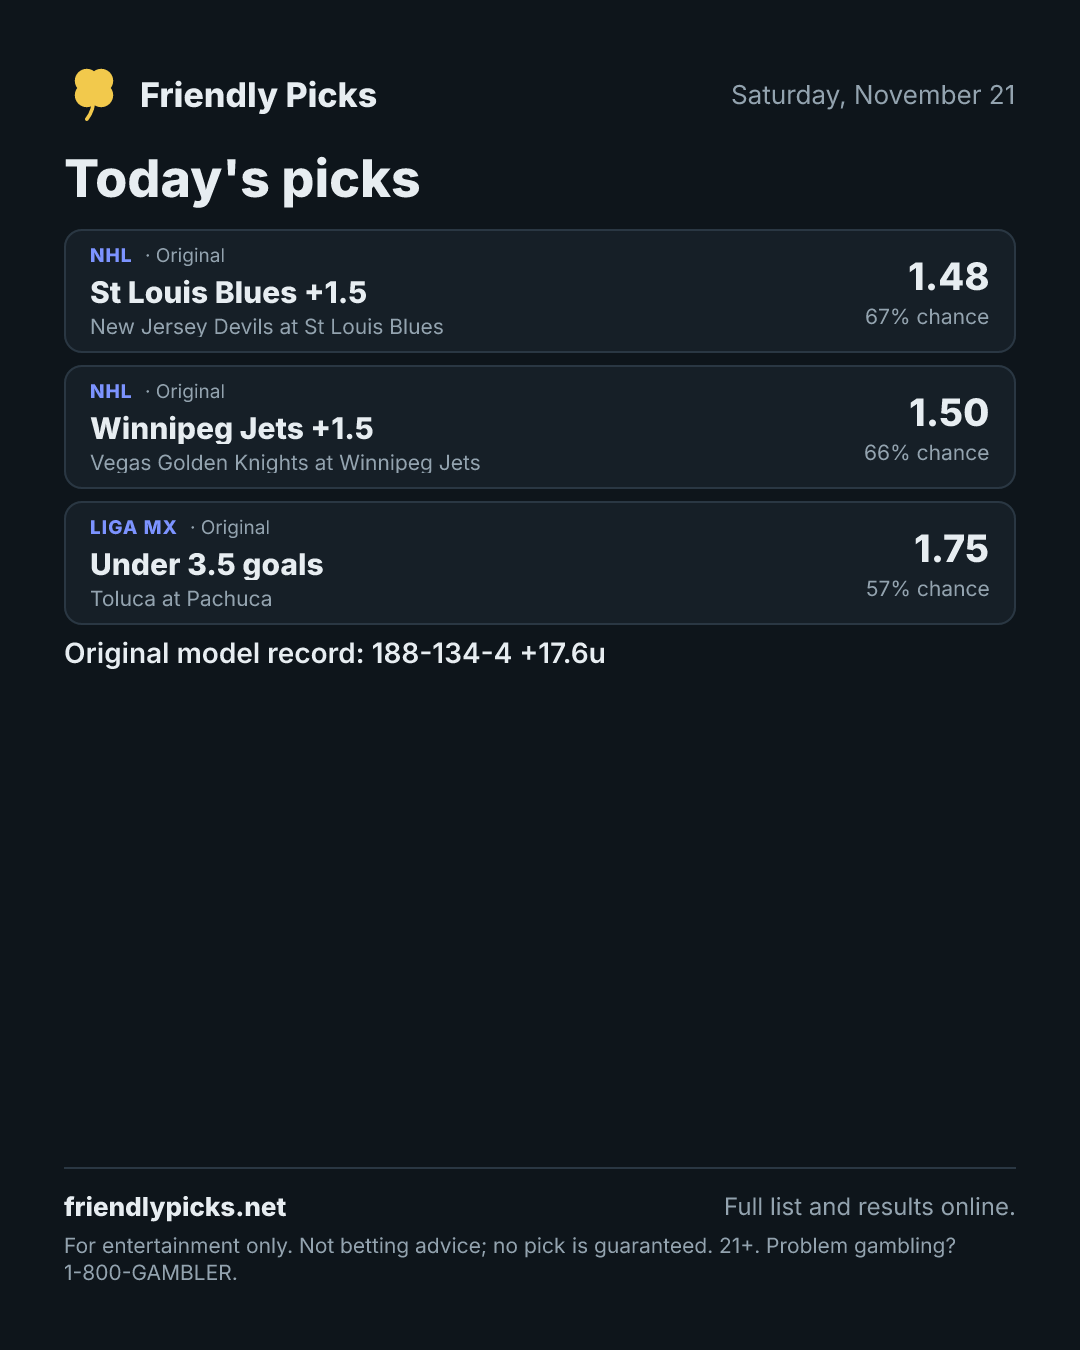 Friendly Picks
Saturday, November 21
Today's picks
NHL · Original
St Louis Blues +1.5
New Jersey Devils at St Louis Blues
1.48
67% chance
NHL · Original
Winnipeg Jets +1.5
Vegas Golden Knights at Winnipeg Jets
1.50
66% chance
LIGA MX · Original
Under 3.5 goals
Toluca at Pachuca
1.75
57% chance
Original model record: 188-134-4 +17.6u
friendlypicks.net
Full list and results online.
For entertainment only. Not betting advice; no pick is guaranteed. 21+. Problem gambling?
1-800-GAMBLER.